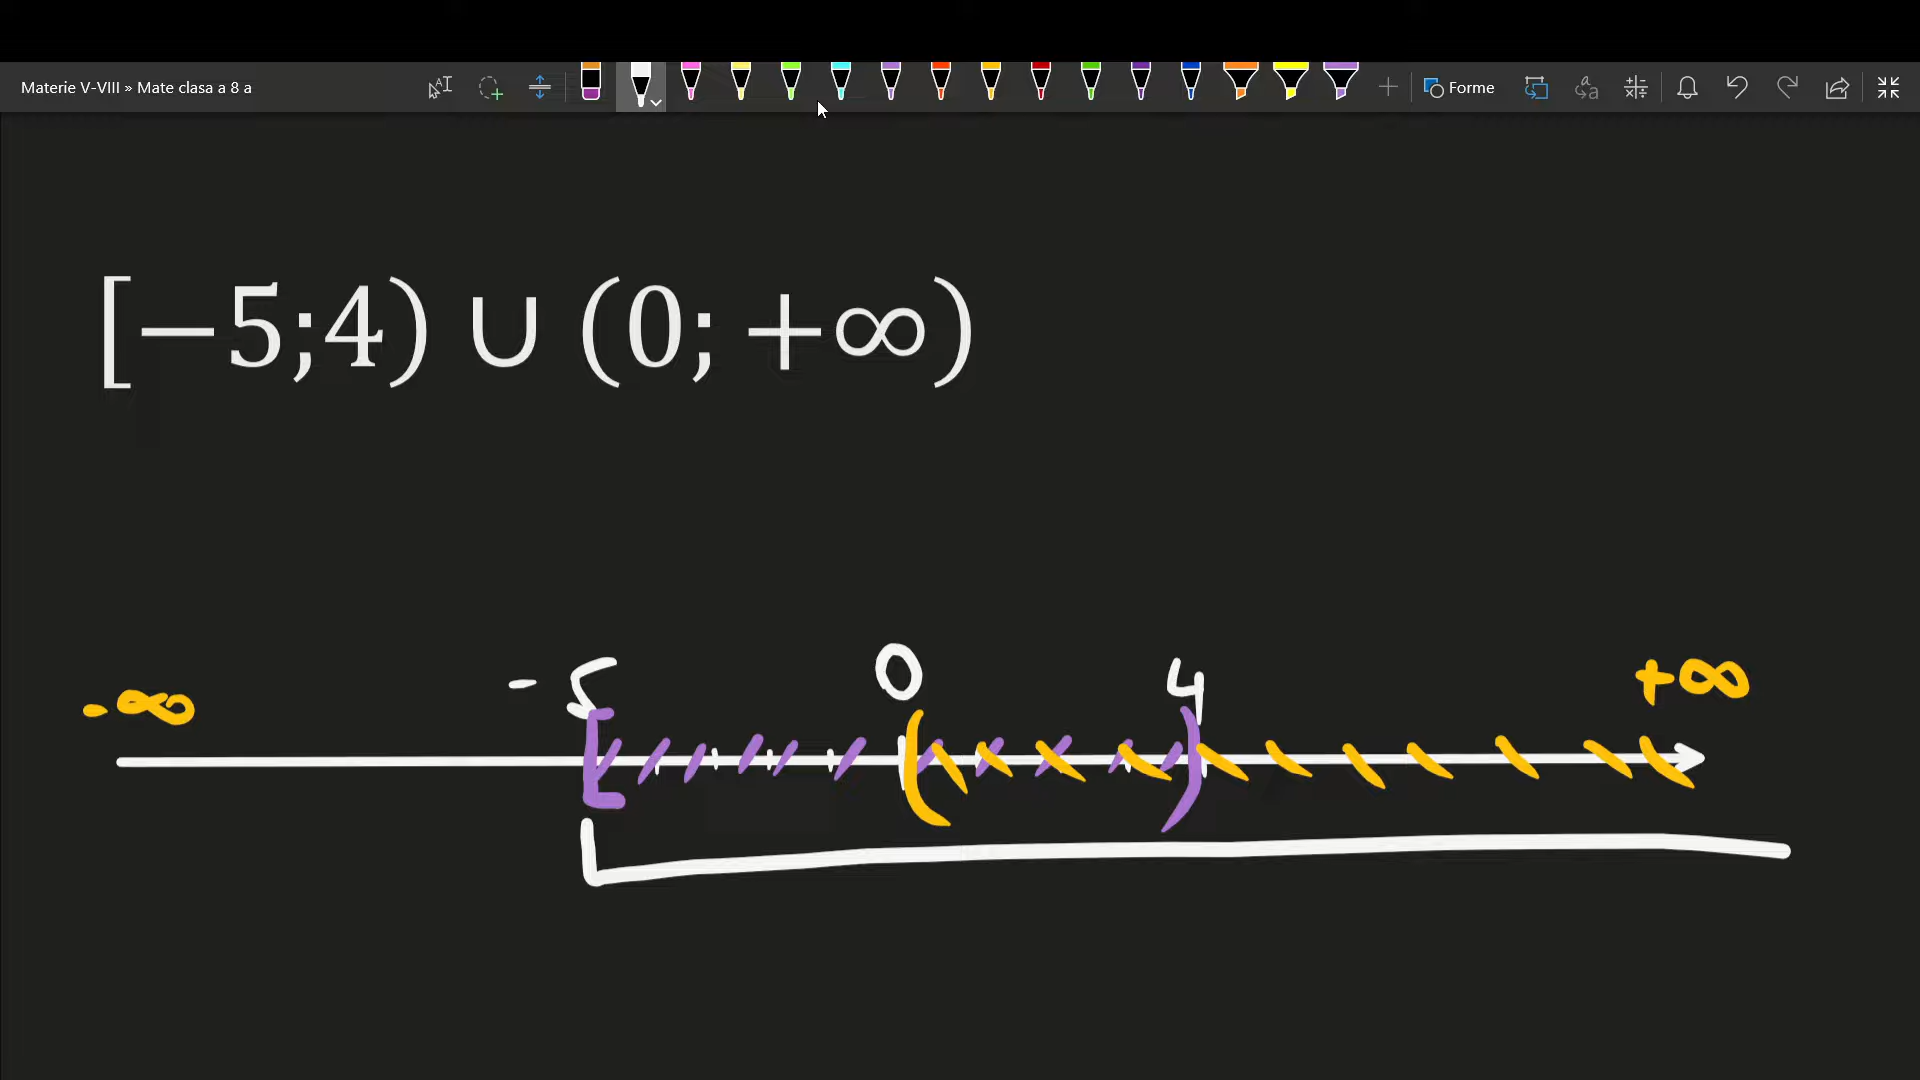 Materie V-VIII » Mate clasa a 8 a Forme
[−5;4) ∪ (0; +∞)
-∞ -5 0 4 +∞